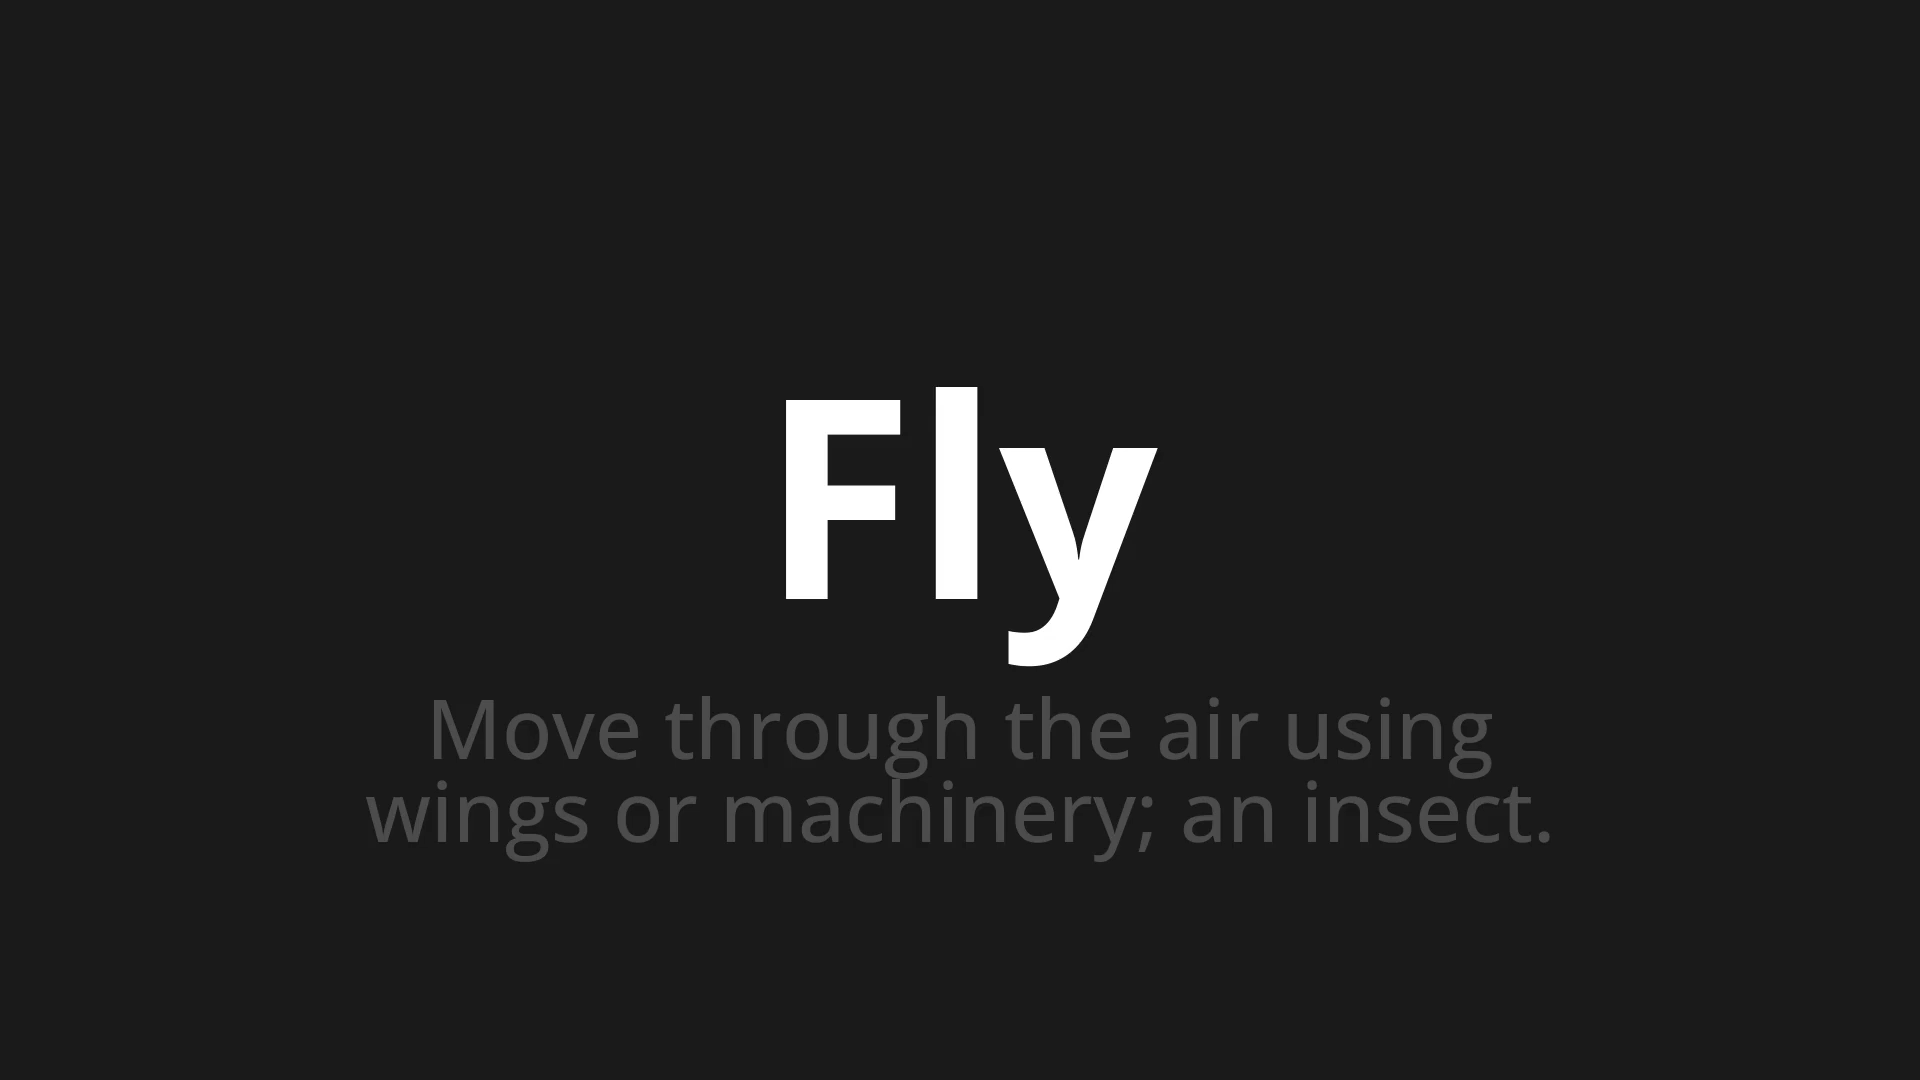 Fly
Move through the air using
wings or machinery; an insect.